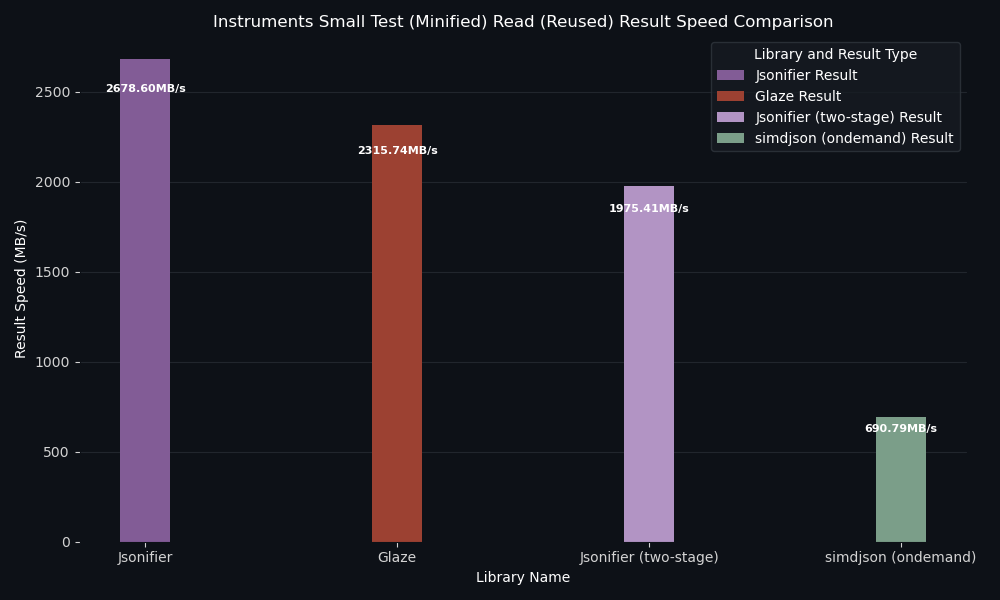 Instruments Small Test (Minified) Read (Reused) Result Speed Comparison
Library and Result Type
Jsonifier Result
Glaze Result
Jsonifier (two-stage) Result
simdjson (ondemand) Result
2678.60MB/s
2315.74MB/s
1975.41MB/s
690.79MB/s
Result Speed (MB/s)
2500
2000
1500
1000
500
0
Jsonifier
Glaze
Jsonifier (two-stage)
simdjson (ondemand)
Library Name